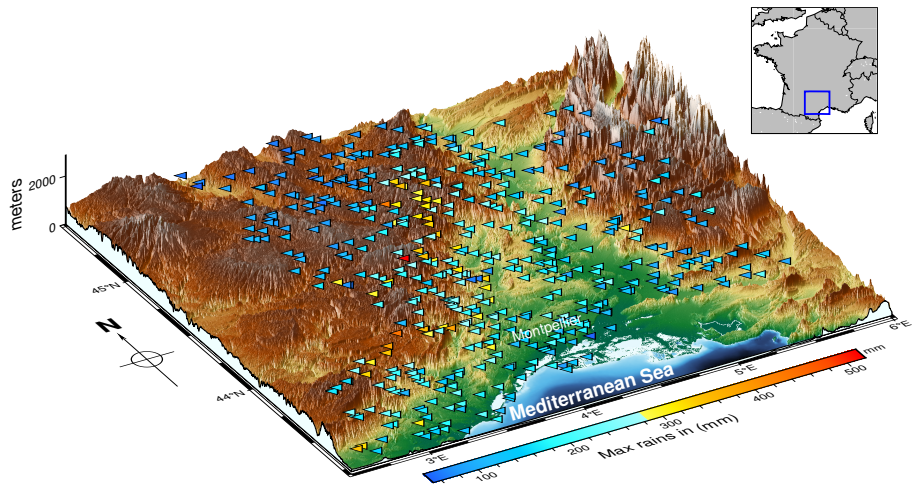 meters
2000
0
45°N
N
44°N
Montpellier
Mediterranean Sea
3°E
4°E
5°E
6°E
mm
100
200
300
400
500
Max rains in (mm)